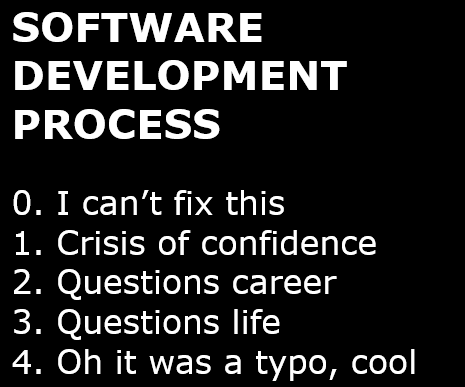 SOFTWARE
DEVELOPMENT
PROCESS
0. I can’t fix this
1. Crisis of confidence
2. Questions career
3. Questions life
4. Oh it was a typo, cool